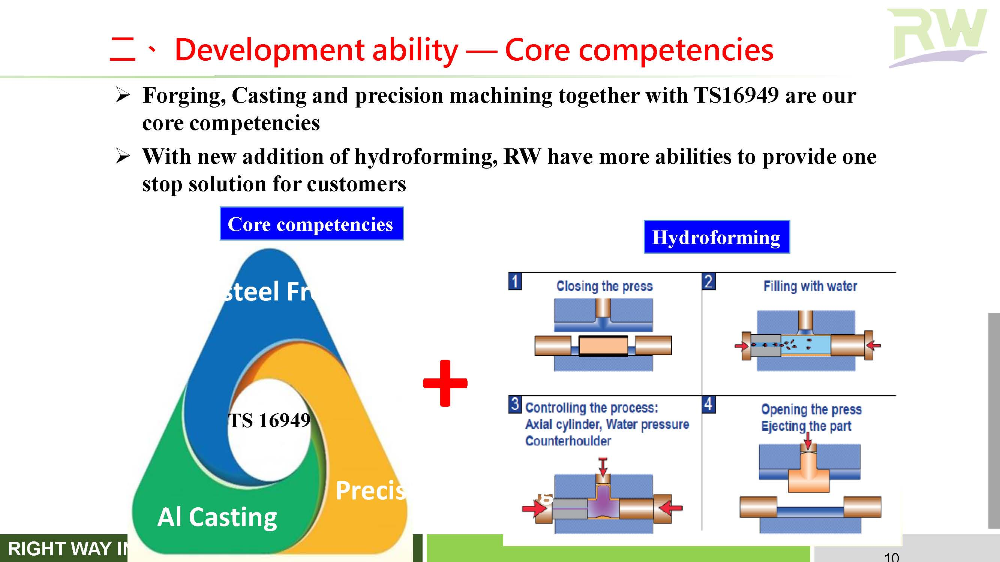 RW
二、Development ability — Core competencies
➢ Forging, Casting and precision machining together with TS16949 are our
core competencies
➢ With new addition of hydroforming, RW have more abilities to provide one
stop solution for customers
Core competencies
Hydroforming
steel
TS 16949
Al Casting
+
1 Closing the press
2 Filling with water
3 Controlling the process:
Axial cylinder, Water pressure
Counterhoulder
4 Opening the press
Ejecting the part
RIGHT WAY
10